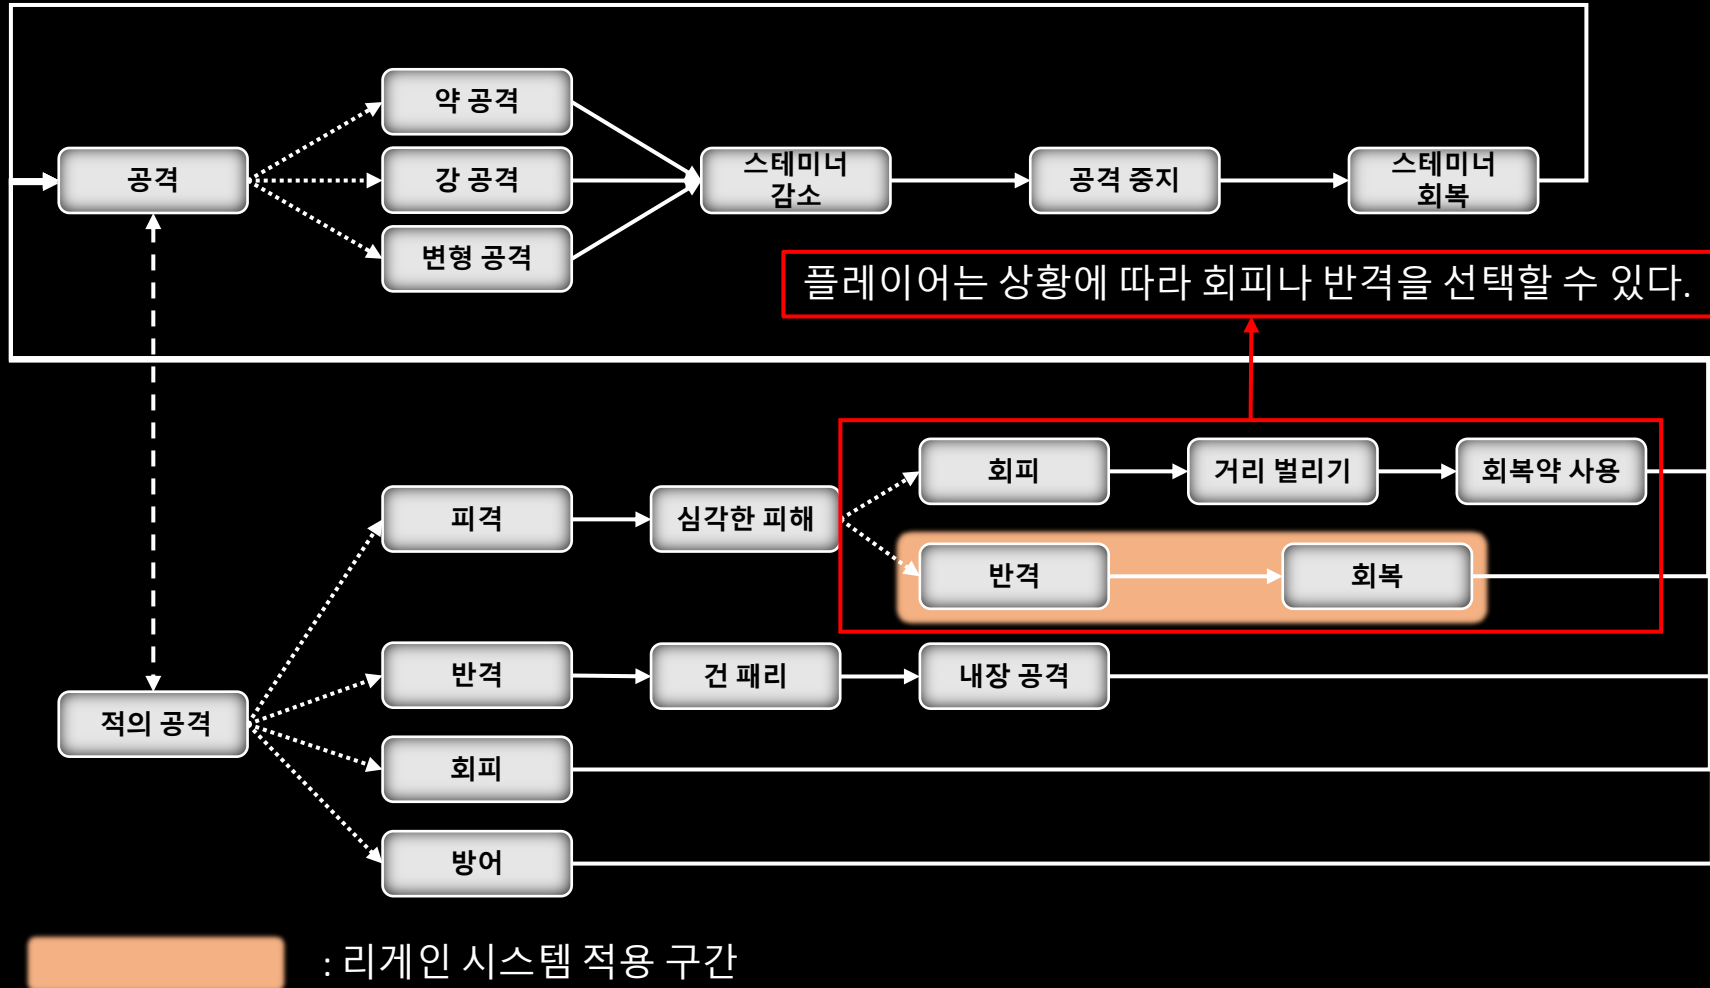 약 공격
공격
강 공격
변형 공격
스테미너
감소
공격 중지
스테미너
회복
플레이어는 상황에 따라 회피나 반격을 선택할 수 있다.
회피
거리 벌리기
회복약 사용
피격
심각한 피해
반격
회복
반격
건 패리
내장 공격
적의 공격
회피
방어
: 리게인 시스템 적용 구간